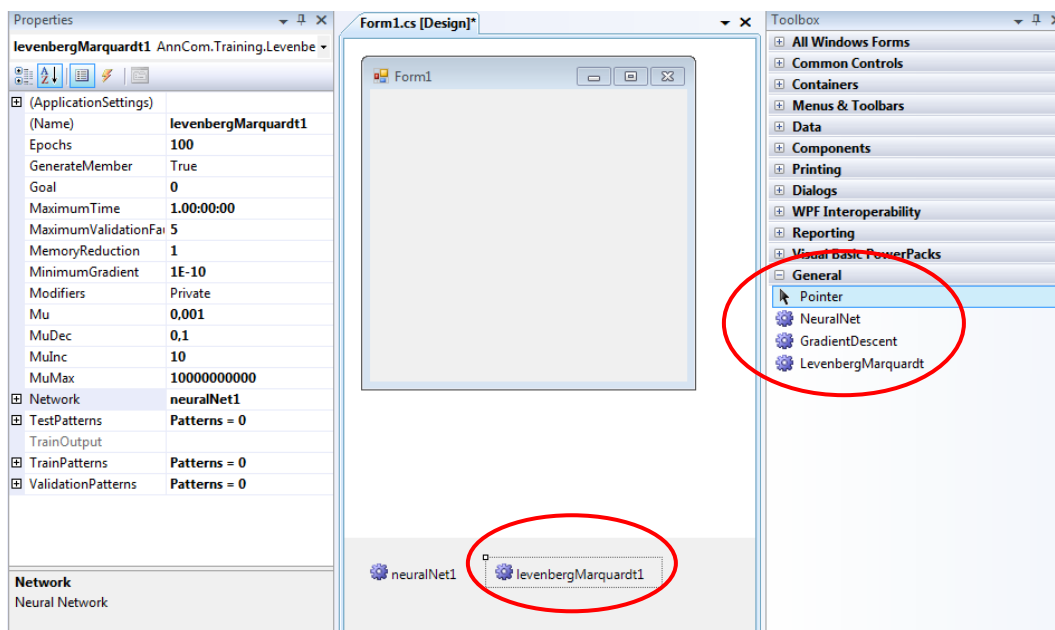 Properties
levenbergMarquardt1 AnnCom.Training.Levenbe
(ApplicationSettings)
(Name) levenbergMarquardt1
Epochs 100
GenerateMember True
Goal 0
MaximumTime 1.00:00:00
MaximumValidationFai 5
MemoryReduction 1
MinimumGradient 1E-10
Modifiers Private
Mu 0,001
MuDec 0,1
MuInc 10
MuMax 10000000000
Network neuralNet1
TestPatterns Patterns = 0
TrainOutput
TrainPatterns Patterns = 0
ValidationPatterns Patterns = 0
Network
Neural Network
Form1.cs [Design]*
Form1
neuralNet1
levenbergMarquardt1
Toolbox
All Windows Forms
Common Controls
Containers
Menus & Toolbars
Data
Components
Printing
Dialogs
WPF Interoperability
Reporting
Visual Basic PowerPacks
General
Pointer
NeuralNet
GradientDescent
LevenbergMarquardt